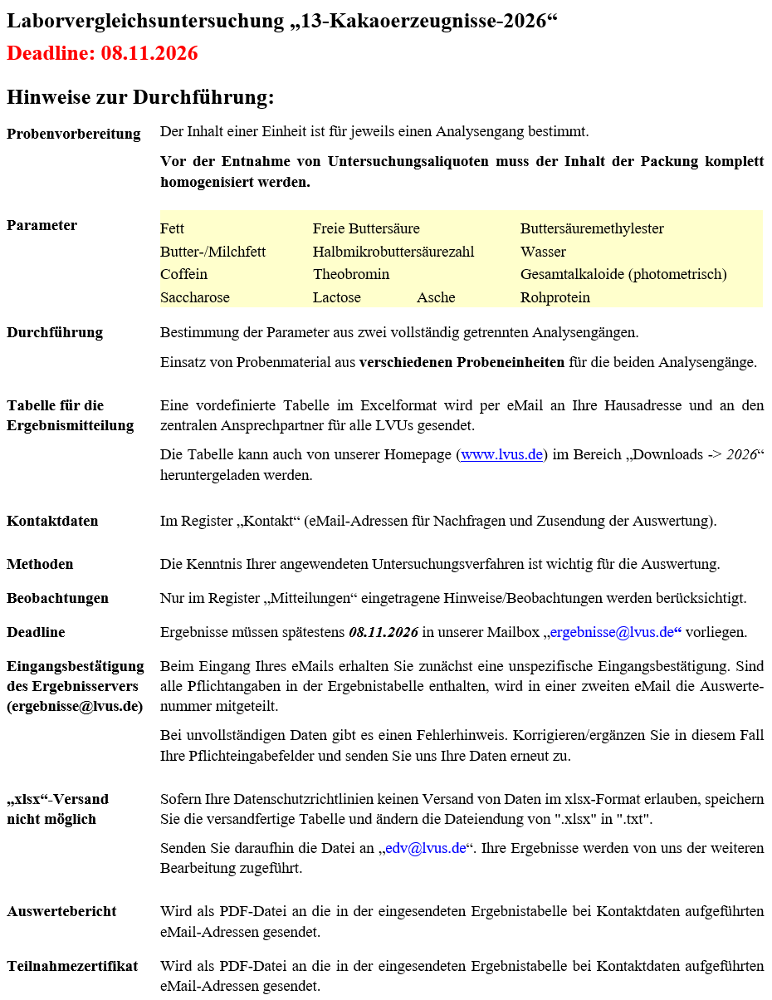 Laborvergleichsuntersuchung „13-Kakaoerzeugnisse-2026“
Deadline: 08.11.2026
Hinweise zur Durchführung:
Probenvorbereitung Der Inhalt einer Einheit ist für jeweils einen Analysengang bestimmt.
Vor der Entnahme von Untersuchungsaliquoten muss der Inhalt der Packung komplett
homogenisiert werden.
Parameter Fett Freie Buttersäure Buttersäuremethylester
Butter-/Milchfett Halbmikrobuttersäurezahl Wasser
Coffein Theobromin Gesamtalkaloide (photometrisch)
Saccharose Lactose Asche Rohprotein
Durchführung Bestimmung der Parameter aus zwei vollständig getrennten Analysengängen.
Einsatz von Probenmaterial aus verschiedenen Probeneinheiten für die beiden Analysengänge.
Tabelle für die Eine vordefinierte Tabelle im Excelformat wird per eMail an Ihre Hausadresse und an den
Ergebnismitteilung zentralen Ansprechpartner für alle LVUs gesendet.
Die Tabelle kann auch von unserer Homepage (www.lvus.de) im Bereich „Downloads -> 2026“
heruntergeladen werden.
Kontaktdaten Im Register „Kontakt“ (eMail-Adressen für Nachfragen und Zusendung der Auswertung).
Methoden Die Kenntnis Ihrer angewendeten Untersuchungsverfahren ist wichtig für die Auswertung.
Beobachtungen Nur im Register „Mitteilungen“ eingetragene Hinweise/Beobachtungen werden berücksichtigt.
Deadline Ergebnisse müssen spätestens 08.11.2026 in unserer Mailbox „ergebnisse@lvus.de“ vorliegen.
Eingangsbestätigung Beim Eingang Ihres eMails erhalten Sie zunächst eine unspezifische Eingangsbestätigung. Sind
des Ergebnisservers alle Pflichtangaben in der Ergebnistabelle enthalten, wird in einer zweiten eMail die Auswerte-
(ergebnisse@lvus.de) nummer mitgeteilt.
Bei unvollständigen Daten gibt es einen Fehlerhinweis. Korrigieren/ergänzen Sie in diesem Fall
Ihre Pflichteingabefelder und senden Sie uns Ihre Daten erneut zu.
„xlsx“-Versand Sofern Ihre Datenschutzrichtlinien keinen Versand von Daten im xlsx-Format erlauben, speichern
nicht möglich Sie die versandfertige Tabelle und ändern die Dateiendung von ".xlsx" in ".txt".
Senden Sie daraufhin die Datei an „edv@lvus.de“. Ihre Ergebnisse werden von uns der weiteren
Bearbeitung zugeführt.
Auswertebericht Wird als PDF-Datei an die in der eingesendeten Ergebnistabelle bei Kontaktdaten aufgeführten
eMail-Adressen gesendet.
Teilnahmezertifikat Wird als PDF-Datei an die in der eingesendeten Ergebnistabelle bei Kontaktdaten aufgeführten
eMail-Adressen gesendet.